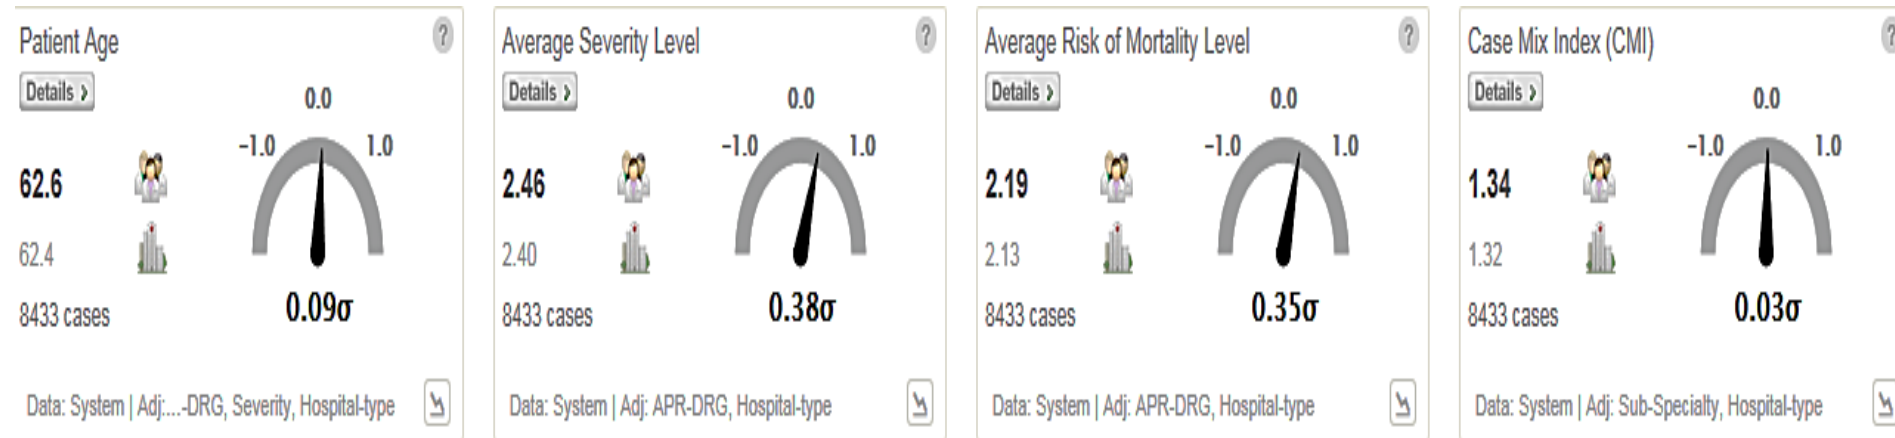 Patient Age
?
Details >
0.0
-1.0
1.0
62.6
62.4
8433 cases
0.09σ
Data: System | Adj:...-DRG, Severity, Hospital-type
Average Severity Level
?
Details >
0.0
-1.0
1.0
2.46
2.40
8433 cases
0.38σ
Data: System | Adj: APR-DRG, Hospital-type
Average Risk of Mortality Level
?
Details >
0.0
-1.0
1.0
2.19
2.13
8433 cases
0.35σ
Data: System | Adj: APR-DRG, Hospital-type
Case Mix Index (CMI)
?
Details >
0.0
-1.0
1.0
1.34
1.32
8433 cases
0.03σ
Data: System | Adj: Sub-Specialty, Hospital-type